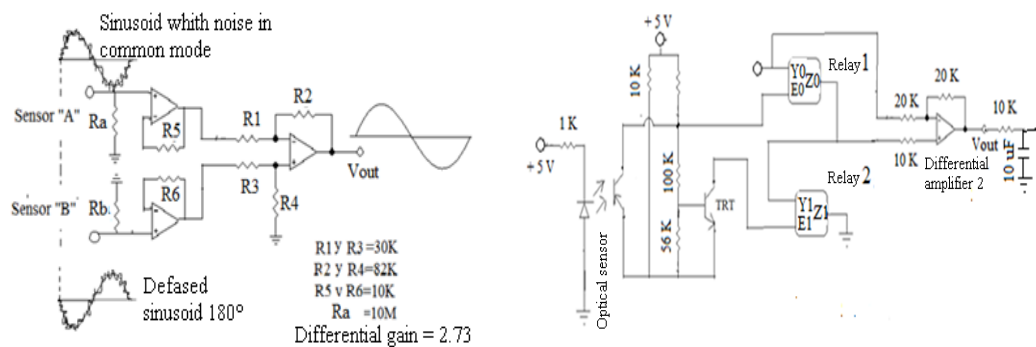 Sinusoid whith noise in
common mode
Sensor "A"
Ra
R5
R1
R2
Vout
R3
R4
R6
Sensor "B"
Rb
R1 y R3 =30K
R2 y R4=82K
R5 y R6=10K
Ra =10M
Differential gain = 2.73
Defased
sinusoid 180°
+5 V
10 K
1K
+5 V
Optical sensor
100 K
56 K
TRT
Relay 1
Y0
E0
Z0
Relay 2
Y1
E1
Z1
20 K
20 K
10 K
10 K
Vout
Differential
amplifier 2
10 uF